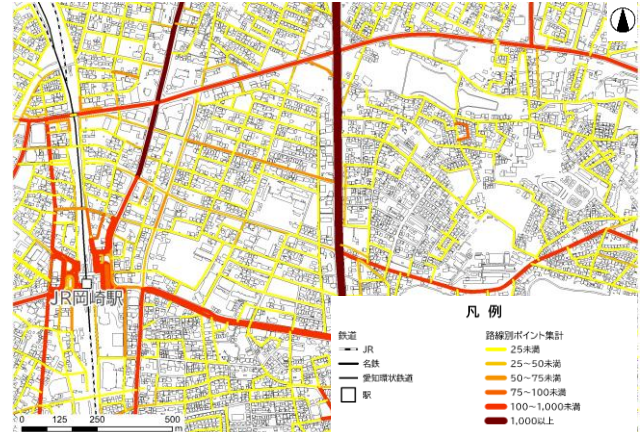 JR岡崎駅
凡 例
鉄道
JR
名鉄
愛知環状鉄道
駅
路線別ポイント集計
25未満
25～50未満
50～75未満
75～100未満
100～1,000未満
1,000以上
0 125 250 500
m